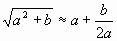 √(a² + b) ≈ a + b/2a